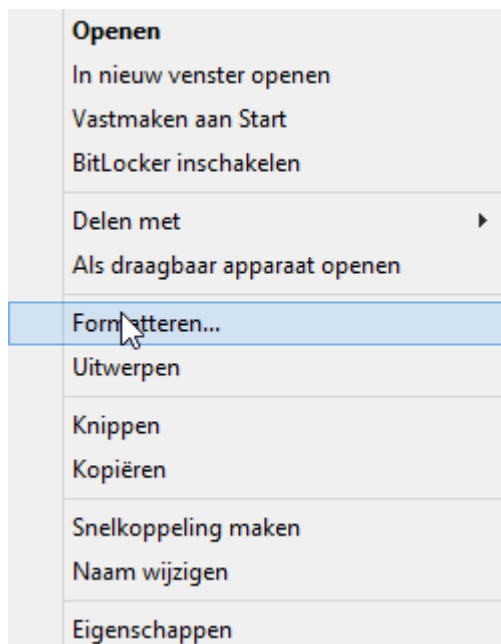 Openen
In nieuw venster openen
Vastmaken aan Start
BitLocker inschakelen
Delen met
Als draagbaar apparaat openen
Formatteren...
Uitwerpen
Knippen
Kopiëren
Snelkoppeling maken
Naam wijzigen
Eigenschappen